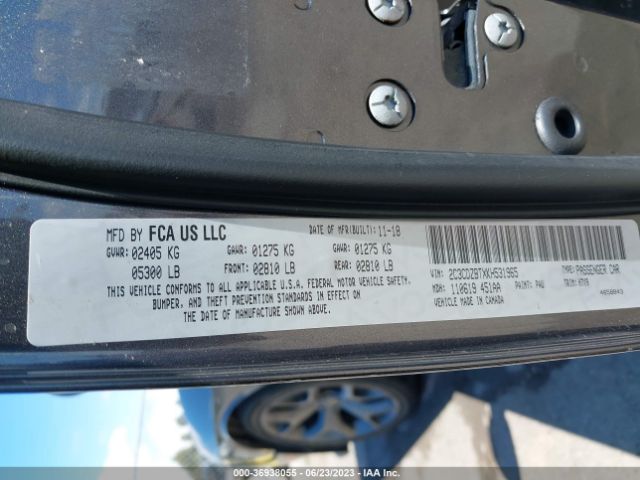 MFD BY FCA US LLC DATE OF MFR(BUILT) 11-18
GVWR: 02405 KG GAWR: 01275 KG GAWR: 01275 KG
05300 LB FRONT: 02810 LB REAR: 02810 LB
THIS VEHICLE CONFORMS TO ALL APPLICABLE U.S.A. FEDERAL MOTOR VEHICLE SAFETY,
BUMPER, AND THEFT PREVENTION STANDARDS IN EFFECT ON
THE DATE OF MANUFACTURE SHOWN ABOVE.
VIN: 2C3CDZBTXKH531965 TYPE: PASSENGER CAR
MDH: 110619 451AA PAINT: PAU TRIM:
VEHICLE MADE IN CANADA
000-36938055 // 06/23/2023 // IAA Inc.